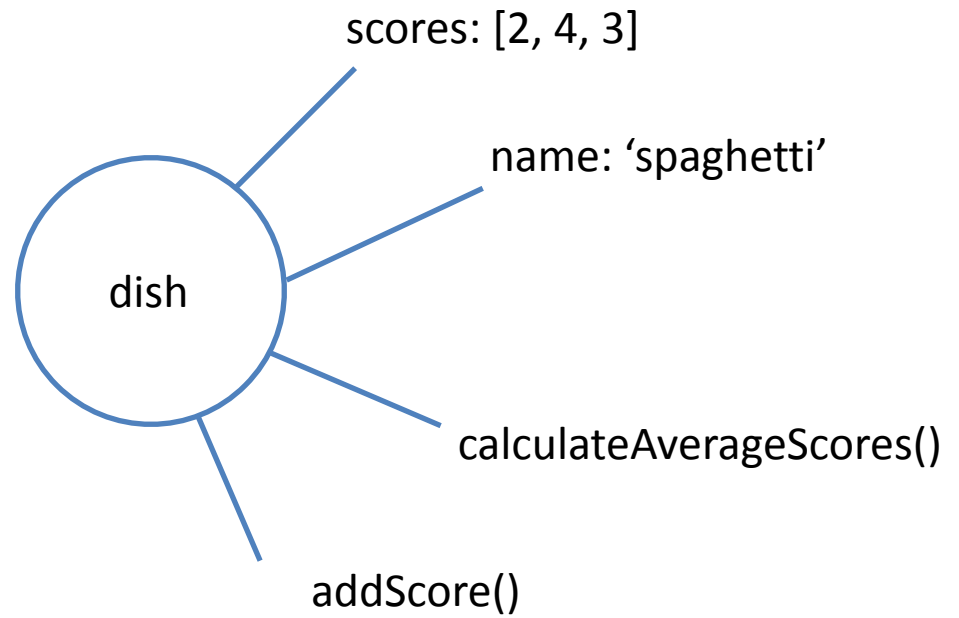 scores: [2, 4, 3]
name: ‘spaghetti’
dish
calculateAverageScores()
addScore()